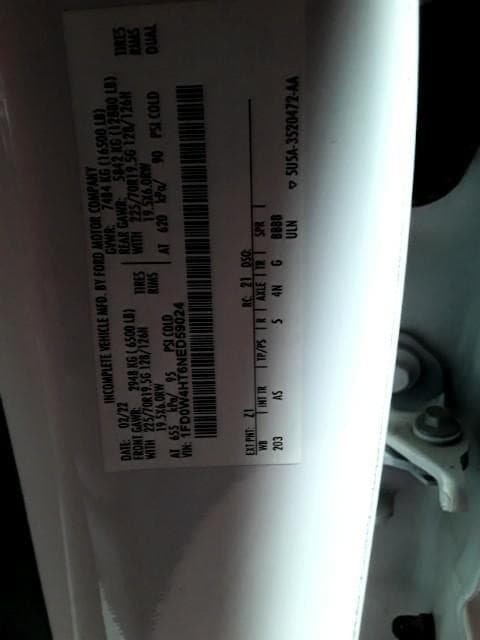 INCOMPLETE VEHICLE MFD. BY FORD MOTOR COMPANY
DATE: 02/22 GVWR: 7484 KG (16500 LB)
FRONT GAWR: 2948 KG (6500 LB) REAR GAWR: 5842 KG (12880 LB)
WITH 225/70R19.5G 128/126N TIRES WITH 225/70R19.5G 128/126N TIRES
19.5X6.0RW RIMS 19.5X6.0RW RIMS
AT 655 kPa/ 95 PSI COLD AT 620 kPa/ 90 PSI COLD DUAL
VIN: 1FD0W4HT6NED59024
EXT PNT: Z1 RC: 21 DSO:
WB INT TR TP/PS R AXLE TR SPR
203 AS 5 4N G BBBB
ULN
▽ 5U5A-3520472-AA